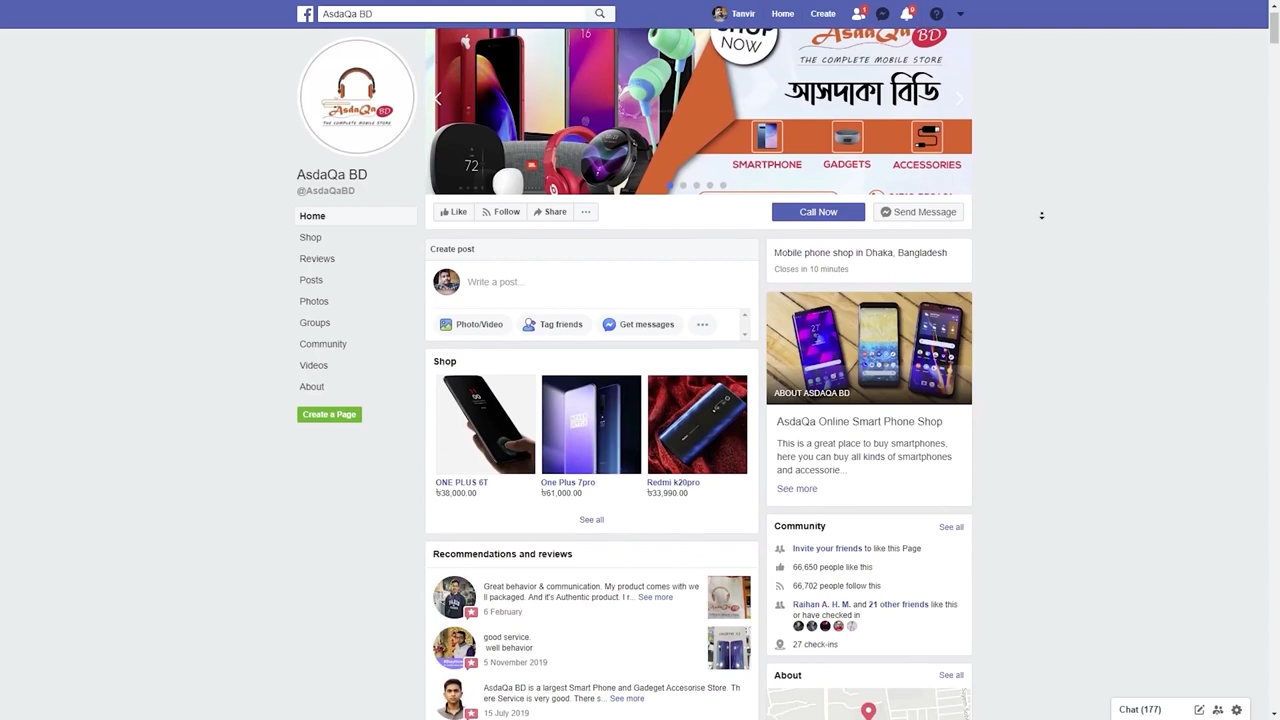 AsdaQa BD
Tanvir
Home
Create
1
9
SHOP
NOW
AsdaQa BD
THE COMPLETE MOBILE STORE
আসদাকা বিডি
16
72
JBL
SMARTPHONE
GADGETS
ACCESSORIES
AsdaQa BD
THE COMPLETE MOBILE STORE
AsdaQa BD
@AsdaQaBD
Home
Shop
Reviews
Posts
Photos
Groups
Community
Videos
About
Create a Page
Like
Follow
Share
Call Now
Send Message
Create post
Write a post...
Photo/Video
Tag friends
Get messages
Shop
ONE PLUS 6T
৳38,000.00
One Plus 7pro
৳61,000.00
Redmi k20pro
৳33,990.00
See all
Recommendations and reviews
Great behavior & communication. My product comes with we
ll packaged. And it's Authentic product. I r... See more
6 February
good service.
well behavior
5 November 2019
AsdaQa BD is a largest Smart Phone and Gadeget Accesorise Store. Th
ere Service is very good. There s... See more
15 July 2019
Mobile phone shop in Dhaka, Bangladesh
Closes in 10 minutes
ABOUT ASDAQA BD
AsdaQa Online Smart Phone Shop
This is a great place to buy smartphones,
here you can buy all kinds of smartphones
and accessorie...
See more
Community
See all
Invite your friends to like this Page
66,650 people like this
66,702 people follow this
Raihan A. H. M. and 21 other friends like this
or have checked in
27 check-ins
About
See all
Chat (177)